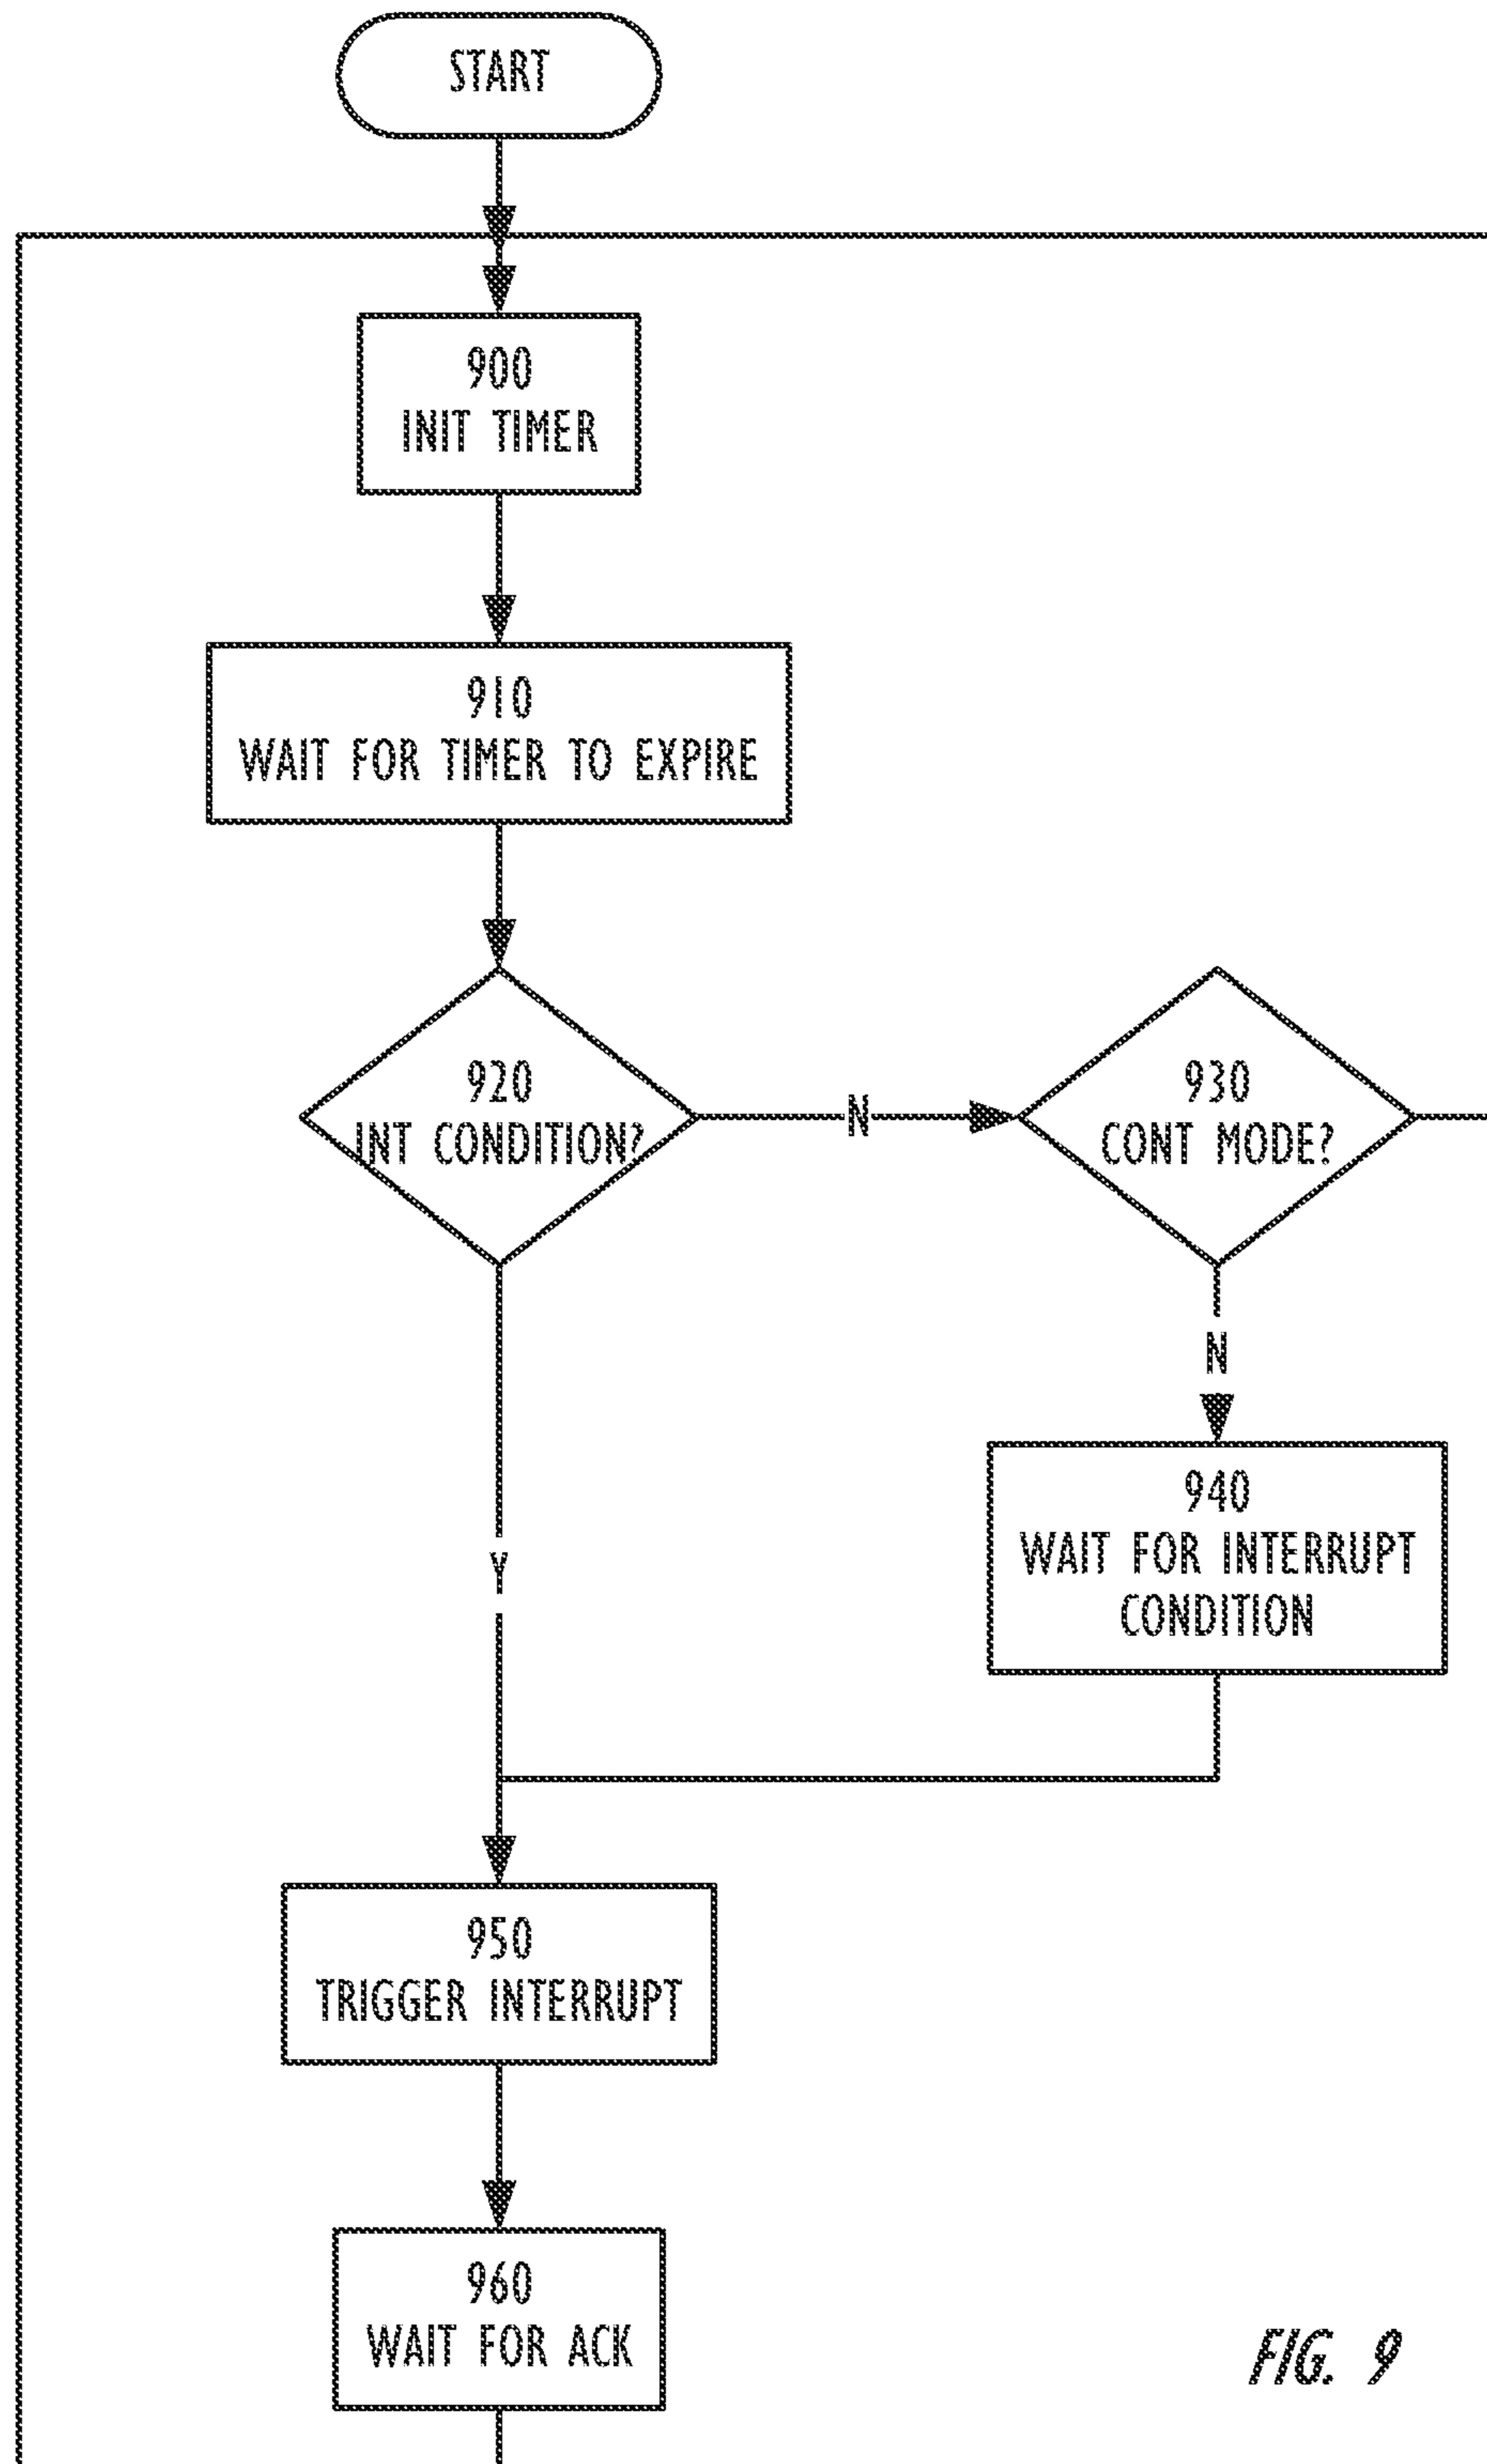 START
900
INIT TIMER
910
WAIT FOR TIMER TO EXPIRE
920
INT CONDITION?
N
930
CONT MODE?
N
940
WAIT FOR INTERRUPT
CONDITION
Y
950
TRIGGER INTERRUPT
960
WAIT FOR ACK
FIG. 9